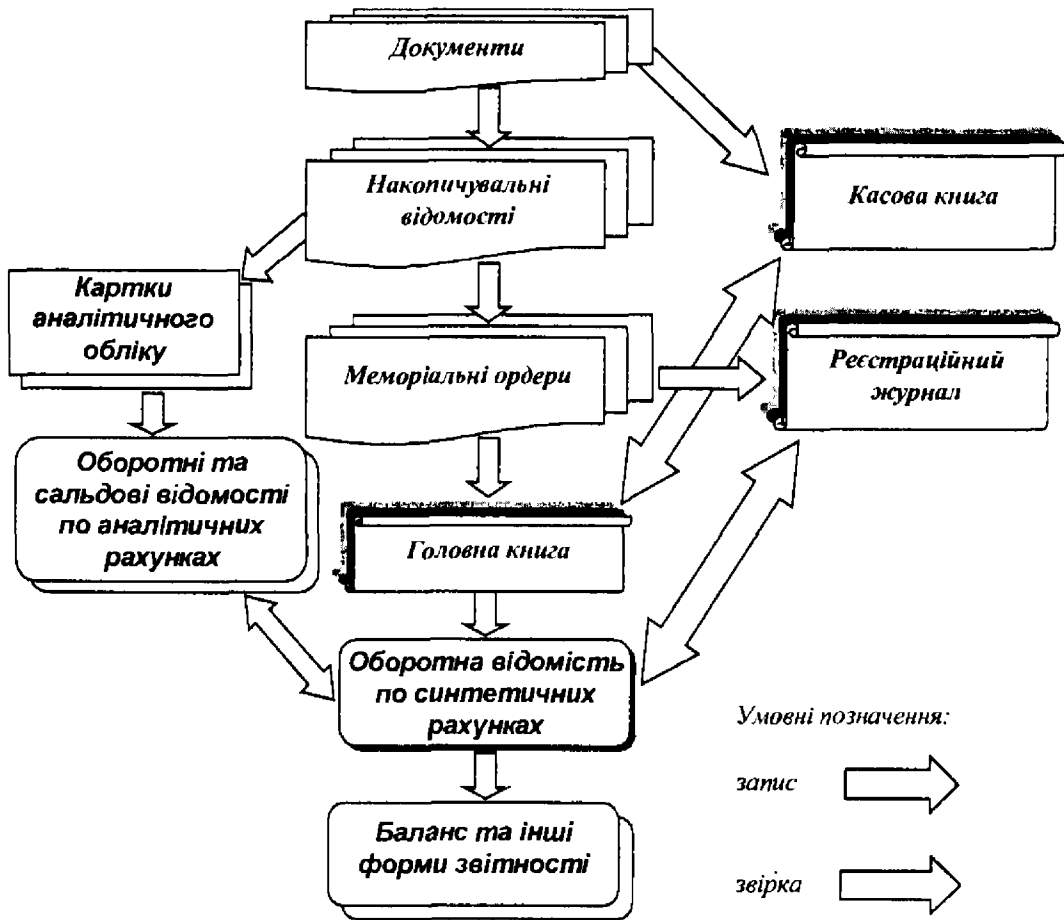 Документи
Накопичувальні
відомості
Касова книга
Картки
аналітичного
обліку
Меморіальні ордери
Реєстраційний
журнал
Оборотні та
сальдові відомості
по аналітичних
рахунках
Головна книга
Оборотна відомість
по синтетичних
рахунках
Умовні позначення:
запис
Баланс та інші
форми звітності
звірка